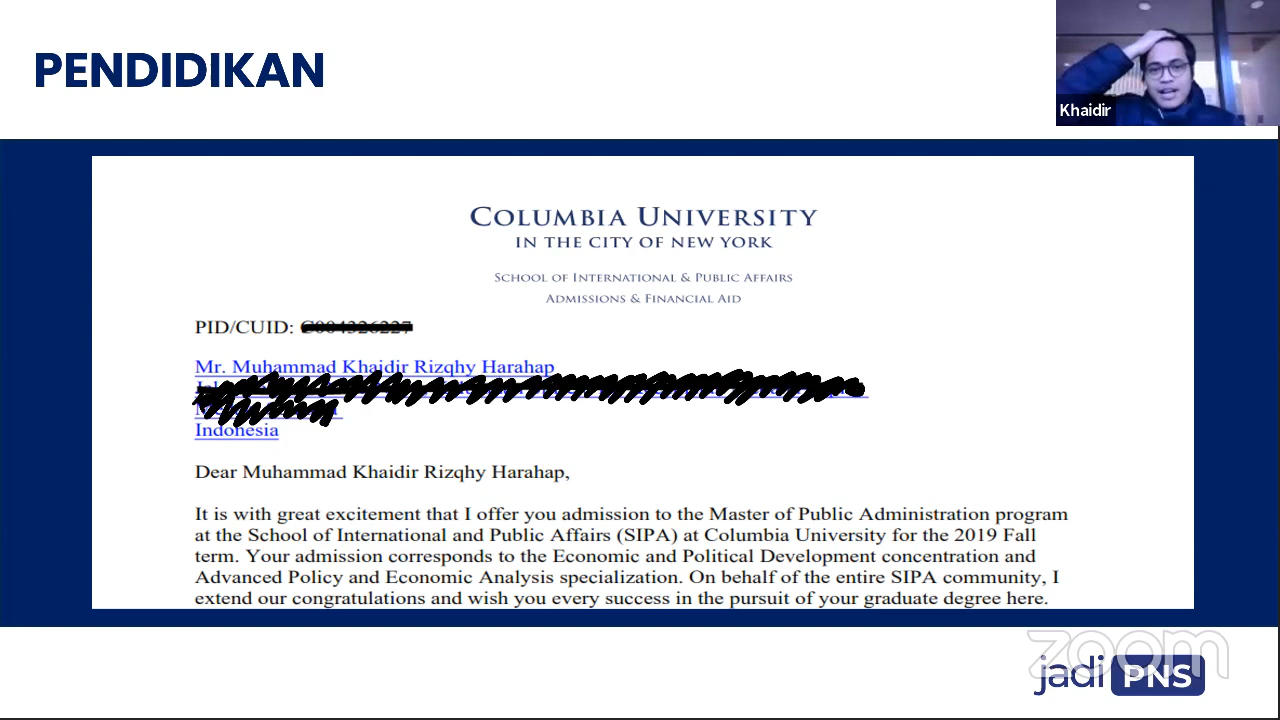 PENDIDIKAN
Khaidir
COLUMBIA UNIVERSITY
IN THE CITY OF NEW YORK
SCHOOL OF INTERNATIONAL & PUBLIC AFFAIRS
ADMISSIONS & FINANCIAL AID
PID/CUID:
Mr. Muhammad Khaidir Rizqhy Harahap
Indonesia
Dear Muhammad Khaidir Rizqhy Harahap,
It is with great excitement that I offer you admission to the Master of Public Administration program
at the School of International and Public Affairs (SIPA) at Columbia University for the 2019 Fall
term. Your admission corresponds to the Economic and Political Development concentration and
Advanced Policy and Economic Analysis specialization. On behalf of the entire SIPA community, I
extend our congratulations and wish you every success in the pursuit of your graduate degree here.
zoom
jadi PNS